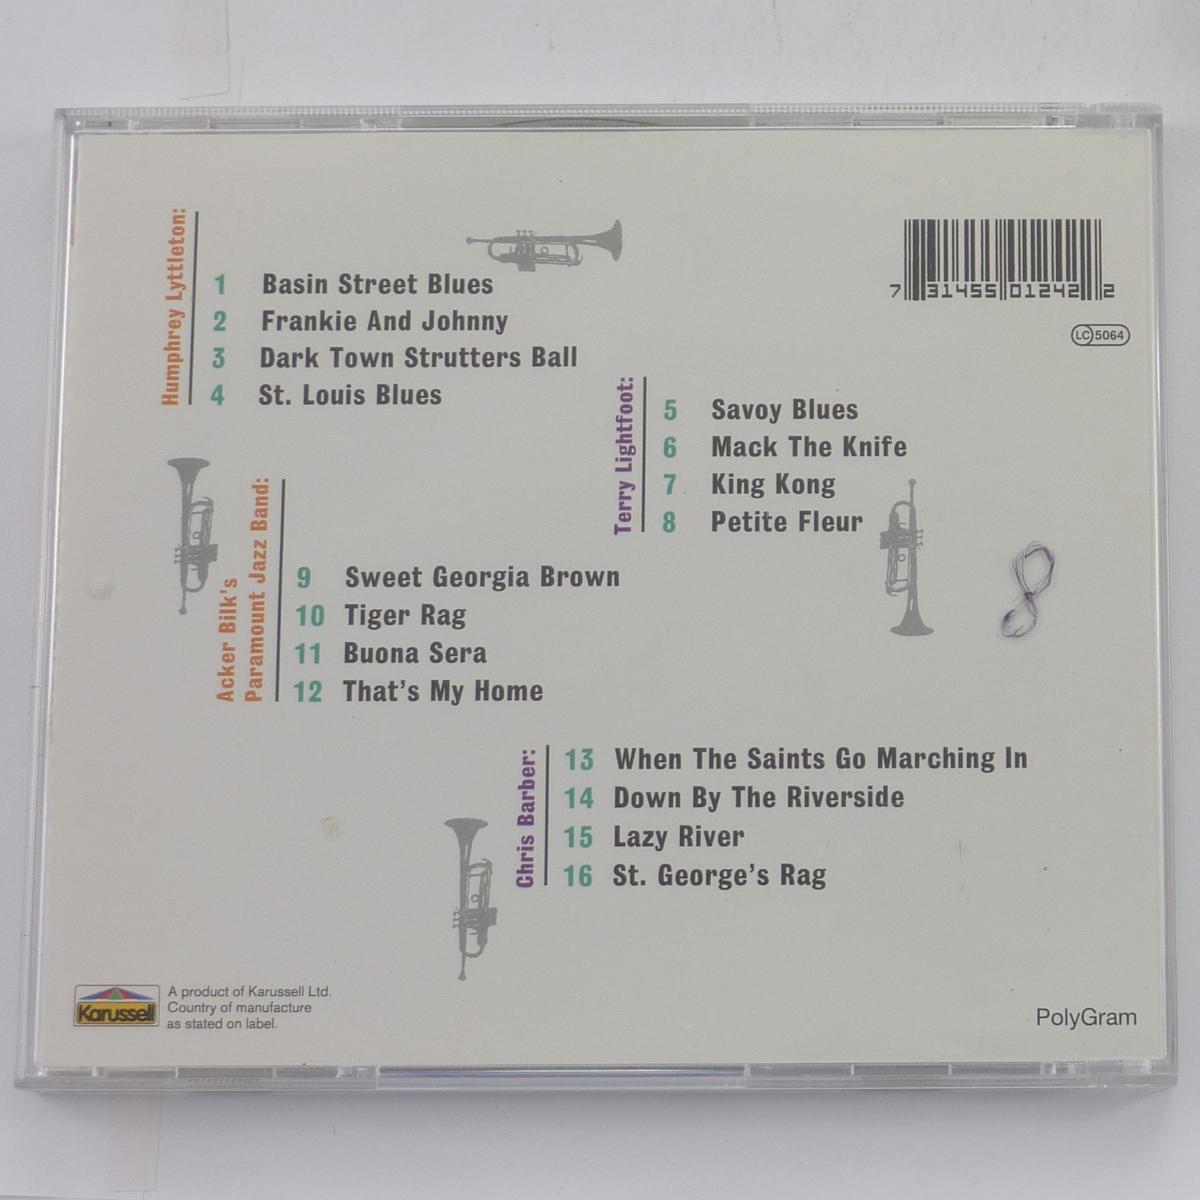 Humphrey Lyttleton:
1 Basin Street Blues
2 Frankie And Johnny
3 Dark Town Strutters Ball
4 St. Louis Blues
7 31455 01242 2
LC 5064
Terry Lightfoot:
5 Savoy Blues
6 Mack The Knife
7 King Kong
8 Petite Fleur
Acker Bilk's
Paramount Jazz Band:
9 Sweet Georgia Brown
10 Tiger Rag
11 Buona Sera
12 That's My Home
8
Chris Barber:
13 When The Saints Go Marching In
14 Down By The Riverside
15 Lazy River
16 St. George's Rag
Karussell
A product of Karussell Ltd.
Country of manufacture
as stated on label.
PolyGram